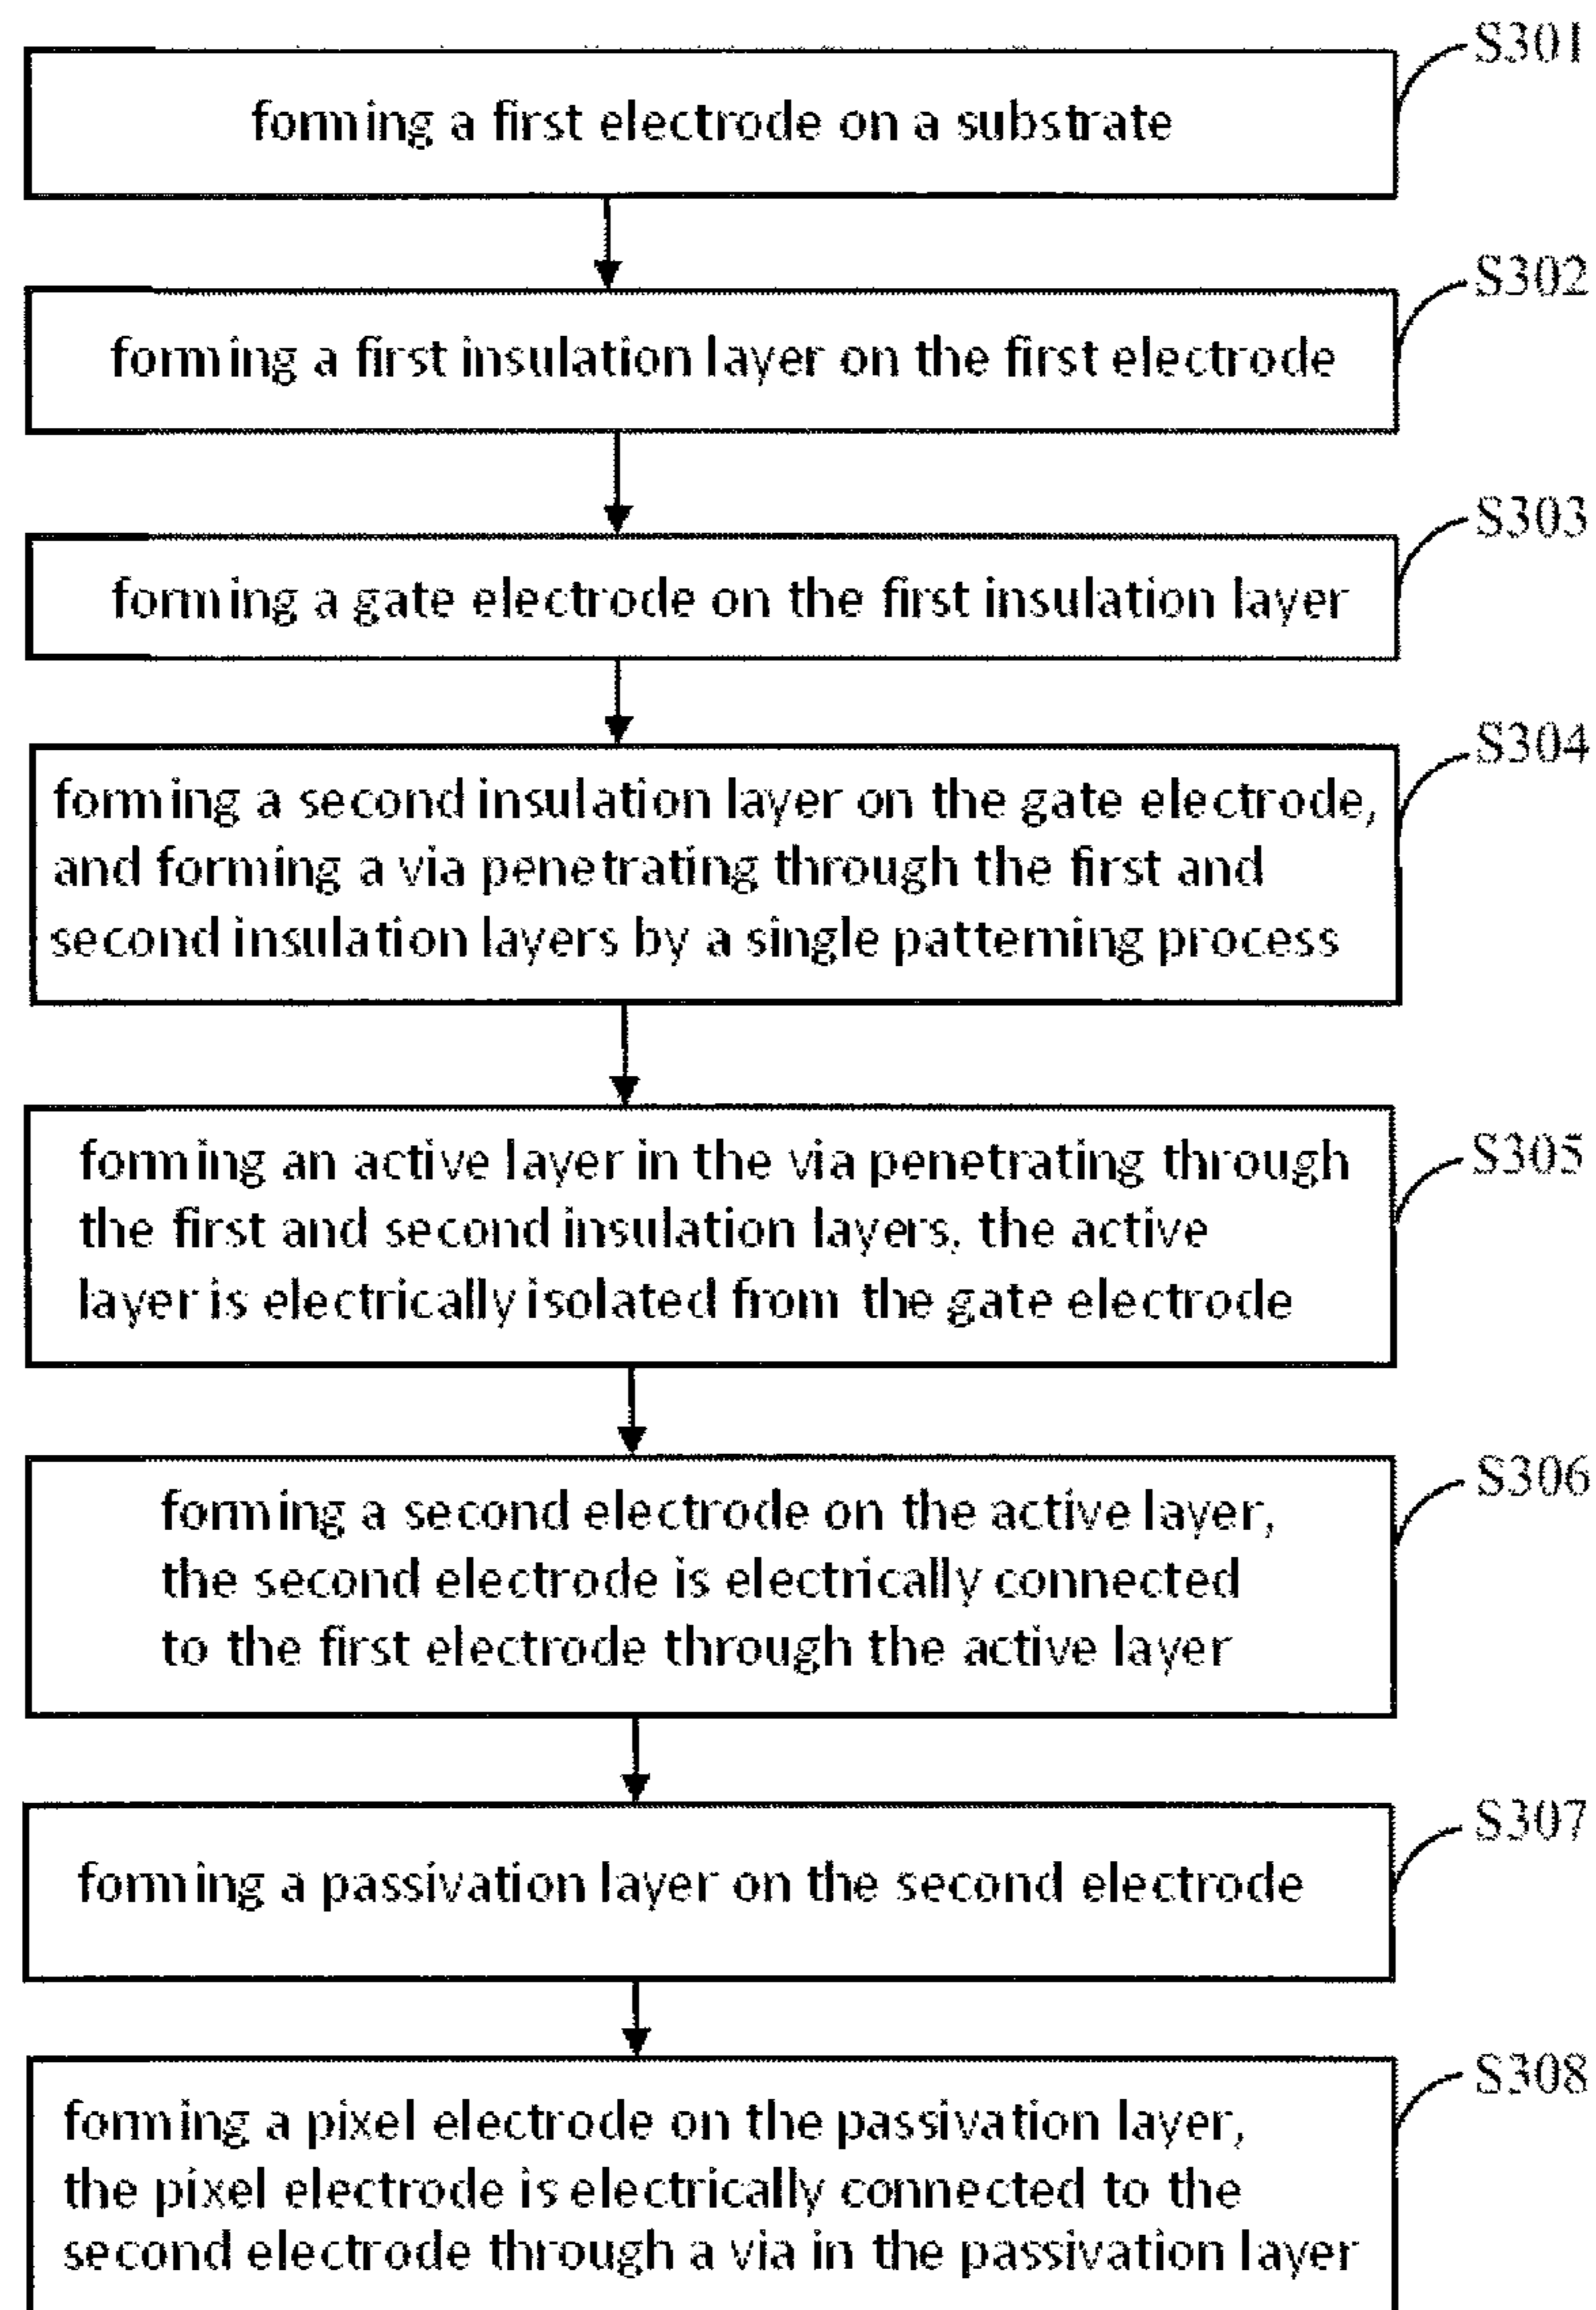 S301
forming a first electrode on a substrate
S302
forming a first insulation layer on the first electrode
S303
forming a gate electrode on the first insulation layer
S304
forming a second insulation layer on the gate electrode,
and forming a via penetrating through the first and
second insulation layers by a single patterning process
S305
forming an active layer in the via penetrating through
the first and second insulation layers, the active
layer is electrically isolated from the gate electrode
S306
forming a second electrode on the active layer,
the second electrode is electrically connected
to the first electrode through the active layer
S307
forming a passivation layer on the second electrode
S308
forming a pixel electrode on the passivation layer,
the pixel electrode is electrically connected to the
second electrode through a via in the passivation layer